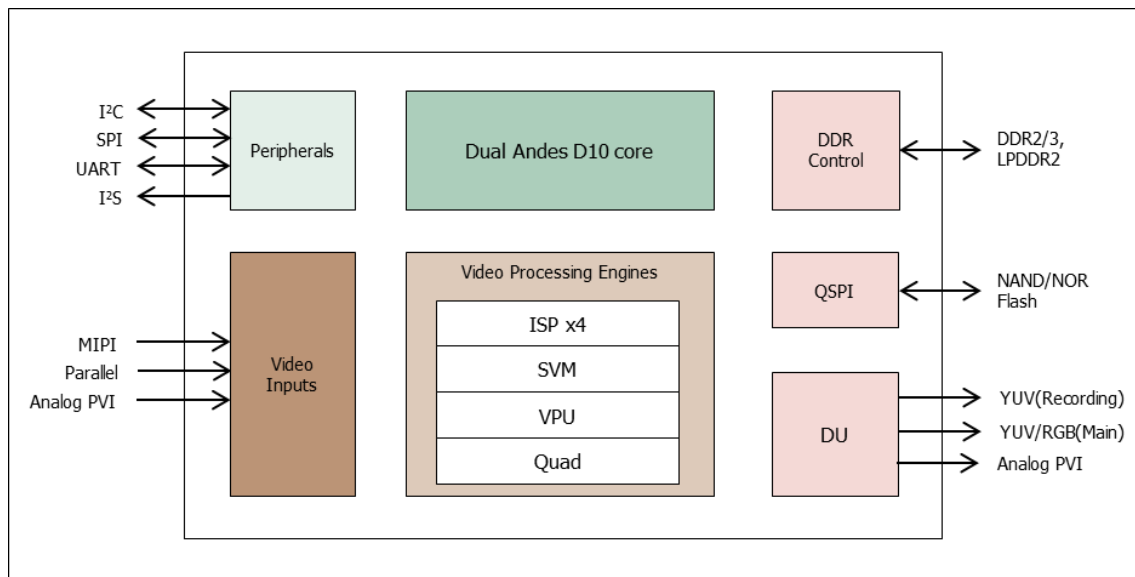 I²C
SPI
UART
I²S
Peripherals
Dual Andes D10 core
DDR
Control
DDR2/3,
LPDDR2
MIPI
Parallel
Analog PVI
Video
Inputs
Video Processing Engines
ISP x4
SVM
VPU
Quad
QSPI
NAND/NOR
Flash
DU
YUV(Recording)
YUV/RGB(Main)
Analog PVI